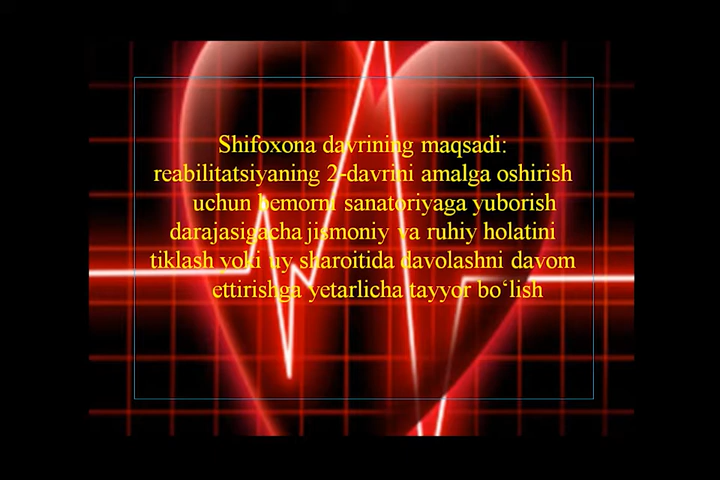 Shifoxona davrining maqsadi:
reabilitatsiyaning 2-davrini amalga oshirish
uchun bemorni sanatoriyaga yuborish
darajasigacha jismoniy va ruhiy holatini
tiklash yoki uy sharoitida davolashni davom
ettirishga yetarlicha tayyor bo‘lish